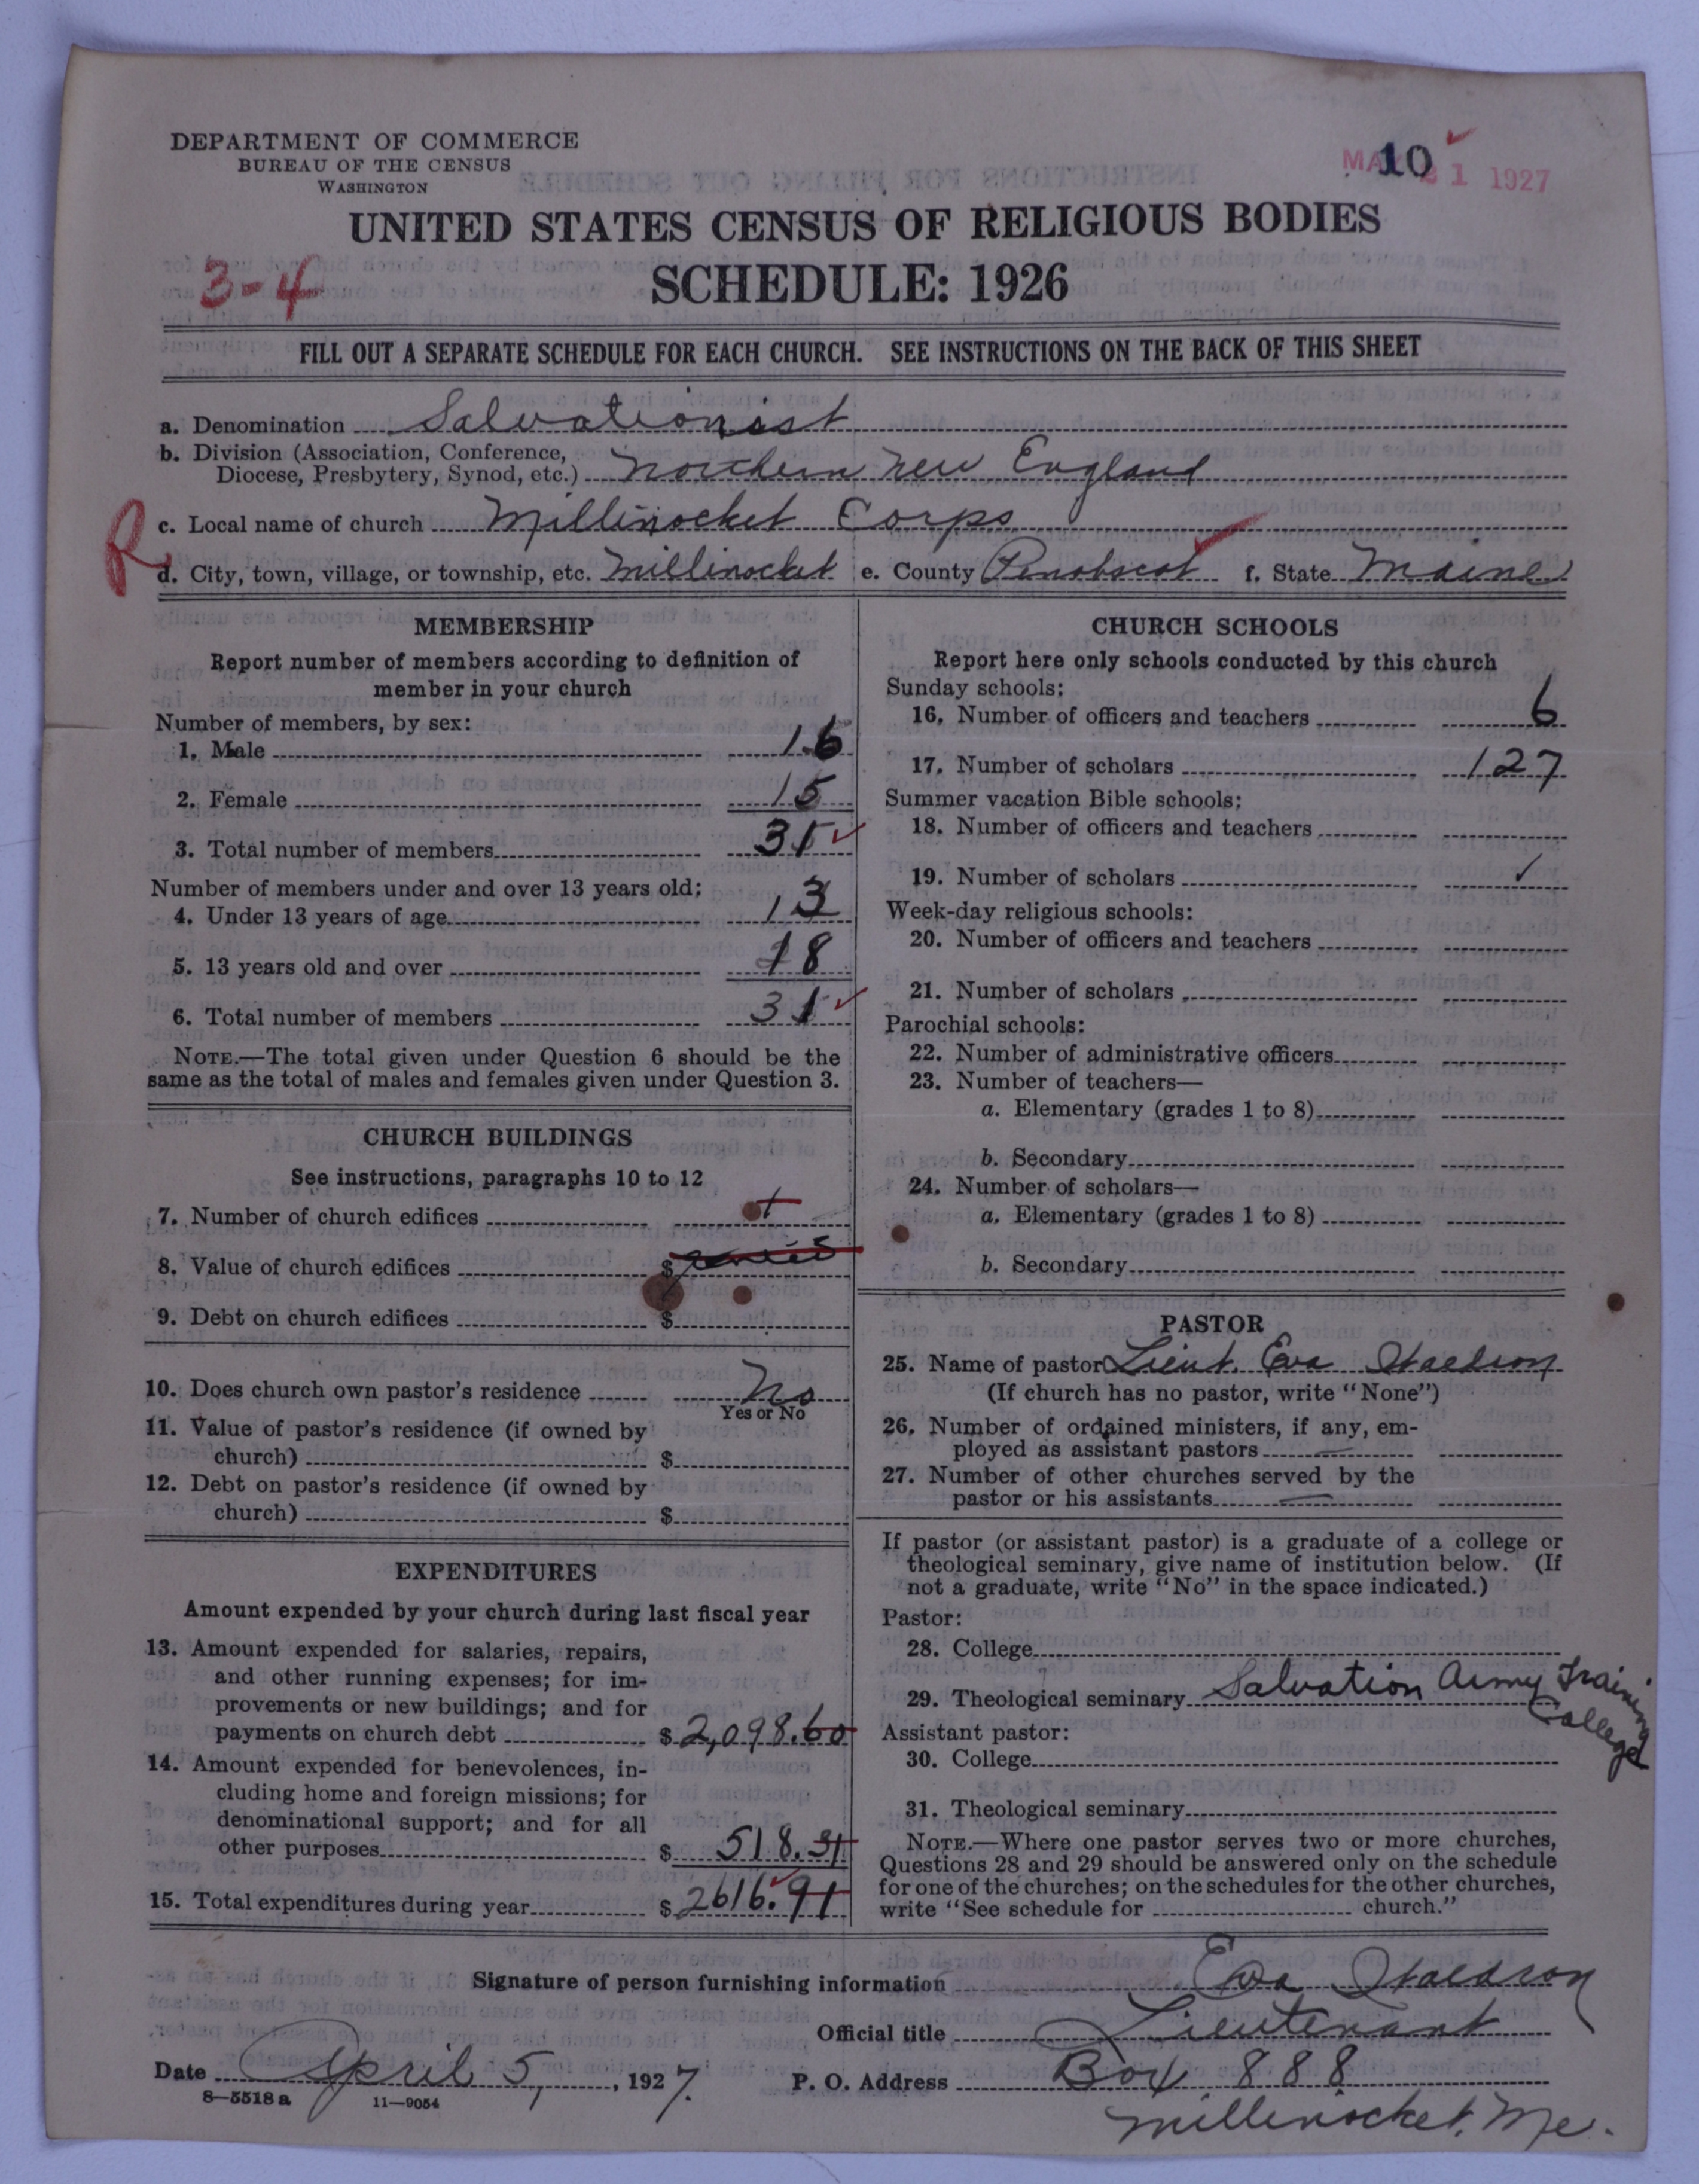 DEPARTMENT OF COMMERCE
BUREAU OF THE CENSUS
WASHINGTON
10
1 1927
UNITED STATES CENSUS OF RELIGIOUS BODIES
3-4
SCHEDULE: 1926
FILL OUT A SEPARATE SCHEDULE FOR EACH CHURCH. SEE INSTRUCTIONS ON THE BACK OF THIS SHEET
a. Denomination Salvationist
b. Division (Association, Conference,
Diocese, Presbytery, Synod, etc.) Northern New England
c. Local name of church Millinocket Corps
R
d. City, town, village, or township, etc. Millinocket e. County Penobscot f. State Maine
MEMBERSHIP
Report number of members according to definition of
member in your church
Number of members, by sex:
1. Male 16
2. Female 15
3. Total number of members 31
Number of members under and over 13 years old:
4. Under 13 years of age 13
5. 13 years old and over 18
6. Total number of members 31
NOTE.—The total given under Question 6 should be the
same as the total of males and females given under Question 3.
CHURCH BUILDINGS
See instructions, paragraphs 10 to 12
7. Number of church edifices 1
8. Value of church edifices $
9. Debt on church edifices $
10. Does church own pastor's residence No
Yes or No
11. Value of pastor's residence (if owned by
church) $
12. Debt on pastor's residence (if owned by
church) $
EXPENDITURES
Amount expended by your church during last fiscal year
13. Amount expended for salaries, repairs,
and other running expenses; for im-
provements or new buildings; and for
payments on church debt $ 2,098.60
14. Amount expended for benevolences, in-
cluding home and foreign missions; for
denominational support; and for all
other purposes $ 518.31
15. Total expenditures during year $ 2616.91
CHURCH SCHOOLS
Report here only schools conducted by this church
Sunday schools:
16. Number of officers and teachers 6
17. Number of scholars 127
Summer vacation Bible schools:
18. Number of officers and teachers
19. Number of scholars ✓
Week-day religious schools:
20. Number of officers and teachers
21. Number of scholars
Parochial schools:
22. Number of administrative officers
23. Number of teachers—
a. Elementary (grades 1 to 8)
b. Secondary
24. Number of scholars—
a. Elementary (grades 1 to 8)
b. Secondary
PASTOR
25. Name of pastor Lieut. Eva
(If church has no pastor, write "None")
26. Number of ordained ministers, if any, em-
ployed as assistant pastors —
27. Number of other churches served by the
pastor or his assistants —
If pastor (or assistant pastor) is a graduate of a college or
theological seminary, give name of institution below. (If
not a graduate, write "No" in the space indicated.)
Pastor:
28. College
29. Theological seminary Salvation Army Training College
Assistant pastor:
30. College
31. Theological seminary
NOTE.—Where one pastor serves two or more churches,
Questions 28 and 29 should be answered only on the schedule
for one of the churches; on the schedules for the other churches,
write "See schedule for church."
Signature of person furnishing information Eva
Official title Lieutenant
Date April 5, 1927. P. O. Address Box 888
8—5518a 11—9054
Millinocket, Me.